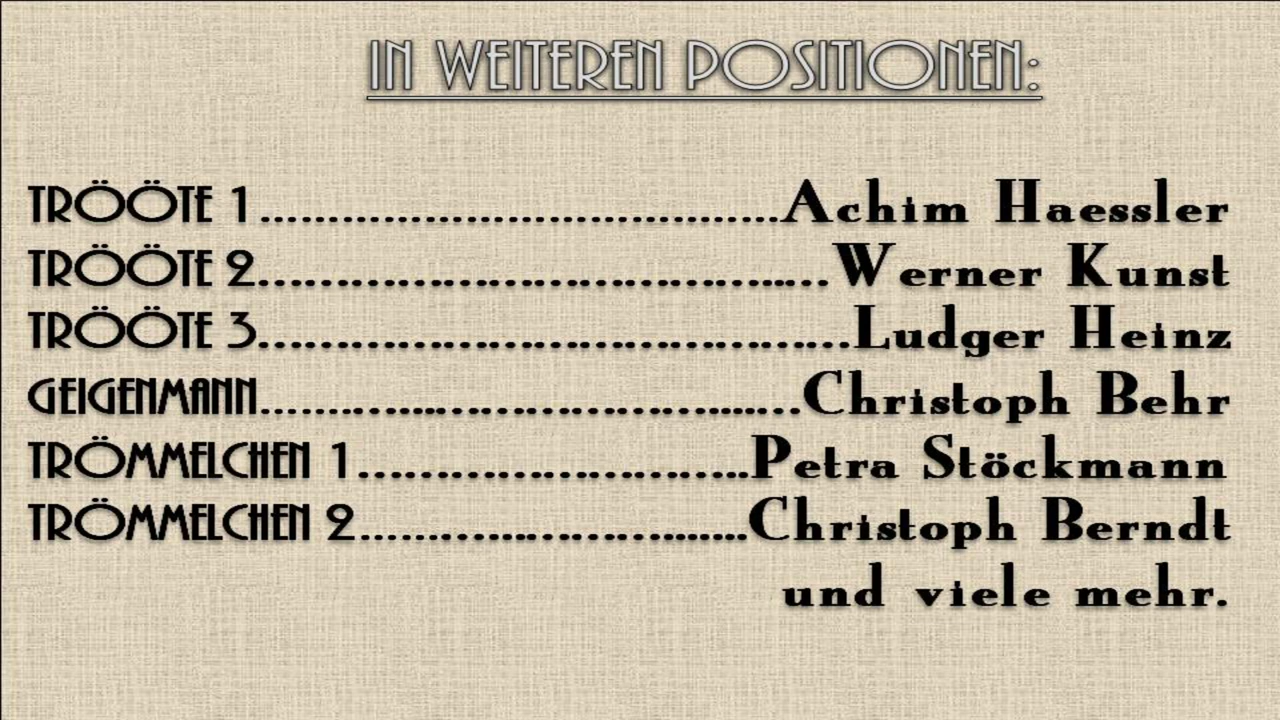 IN WEITEREN POSITIONEN:
TRÖÖTE 1........................................Achim Haessler
TRÖÖTE 2........................................Werner Kunst
TRÖÖTE 3........................................Ludger Heinz
GEIGENMANN........................................Christoph Behr
TRÖMMELCHEN 1..............................Petra Stöckmann
TRÖMMELCHEN 2..............................Christoph Berndt
und viele mehr.